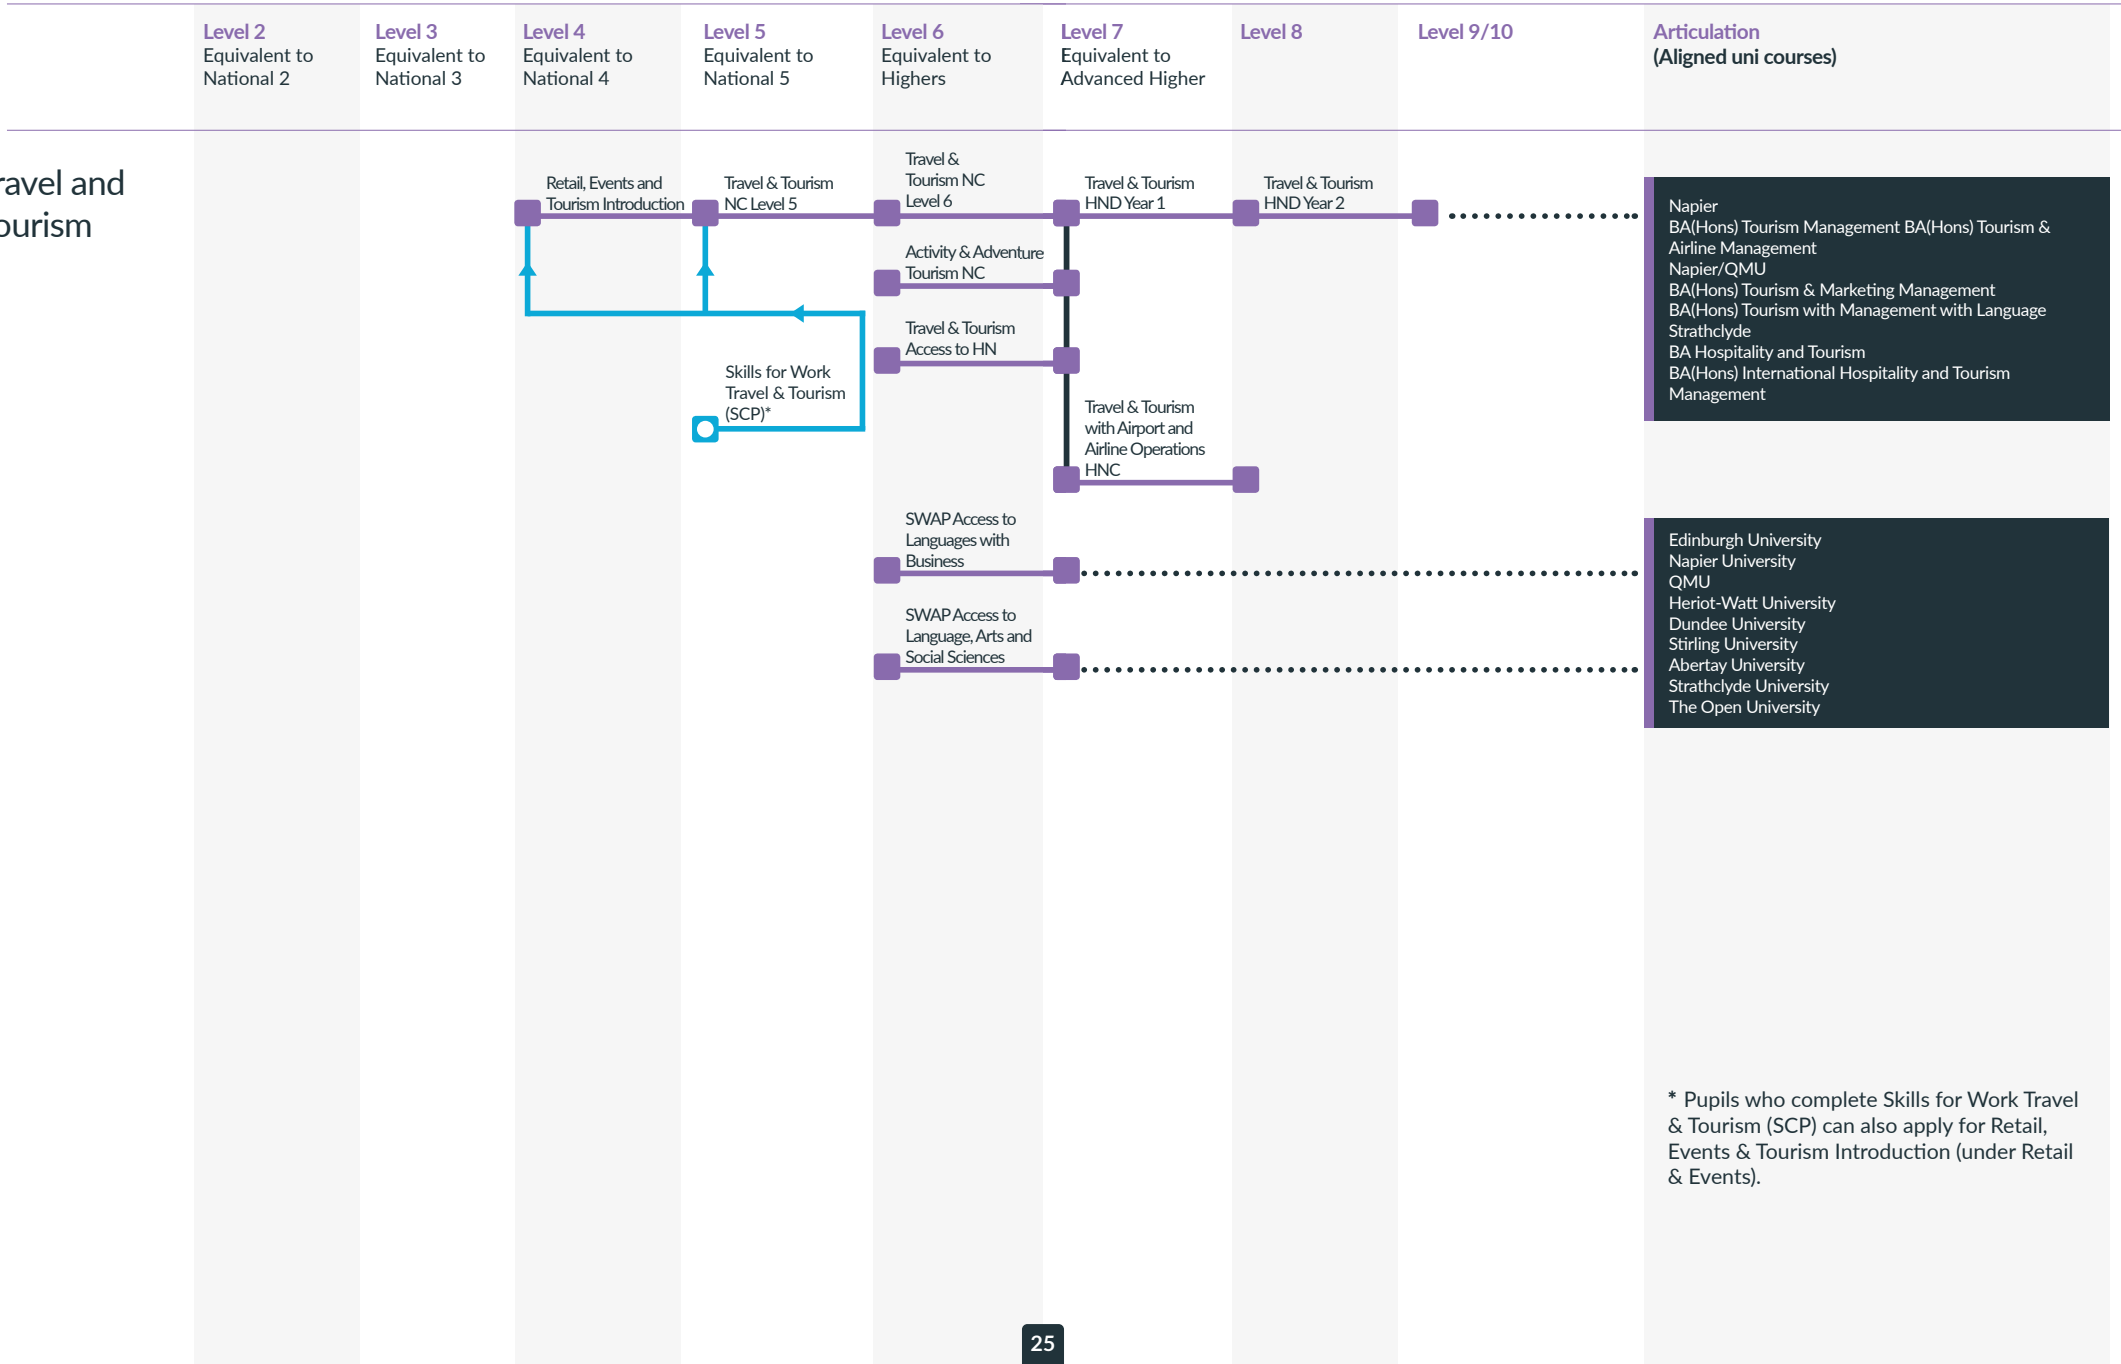 Level 2
Equivalent to
National 2
Level 3
Equivalent to
National 3
Level 4
Equivalent to
National 4
Level 5
Equivalent to
National 5
Level 6
Equivalent to
Highers
Level 7
Equivalent to
Advanced Higher
Level 8
Level 9/10
Articulation
(Aligned uni courses)
ravel and
ourism
Retail, Events and
Tourism Introduction
Travel & Tourism
NC Level 5
Travel &
Tourism NC
Level 6
Travel & Tourism
HND Year 1
Travel & Tourism
HND Year 2
Activity & Adventure
Tourism NC
Travel & Tourism
Access to HN
Skills for Work
Travel & Tourism
(SCP)*
Travel & Tourism
with Airport and
Airline Operations
HNC
SWAP Access to
Languages with
Business
SWAP Access to
Language, Arts and
Social Sciences
Napier
BA(Hons) Tourism Management BA(Hons) Tourism &
Airline Management
Napier/QMU
BA(Hons) Tourism & Marketing Management
BA(Hons) Tourism with Management with Language
Strathclyde
BA Hospitality and Tourism
BA(Hons) International Hospitality and Tourism
Management
Edinburgh University
Napier University
QMU
Heriot-Watt University
Dundee University
Stirling University
Abertay University
Strathclyde University
The Open University
* Pupils who complete Skills for Work Travel
& Tourism (SCP) can also apply for Retail,
Events & Tourism Introduction (under Retail
& Events).
25